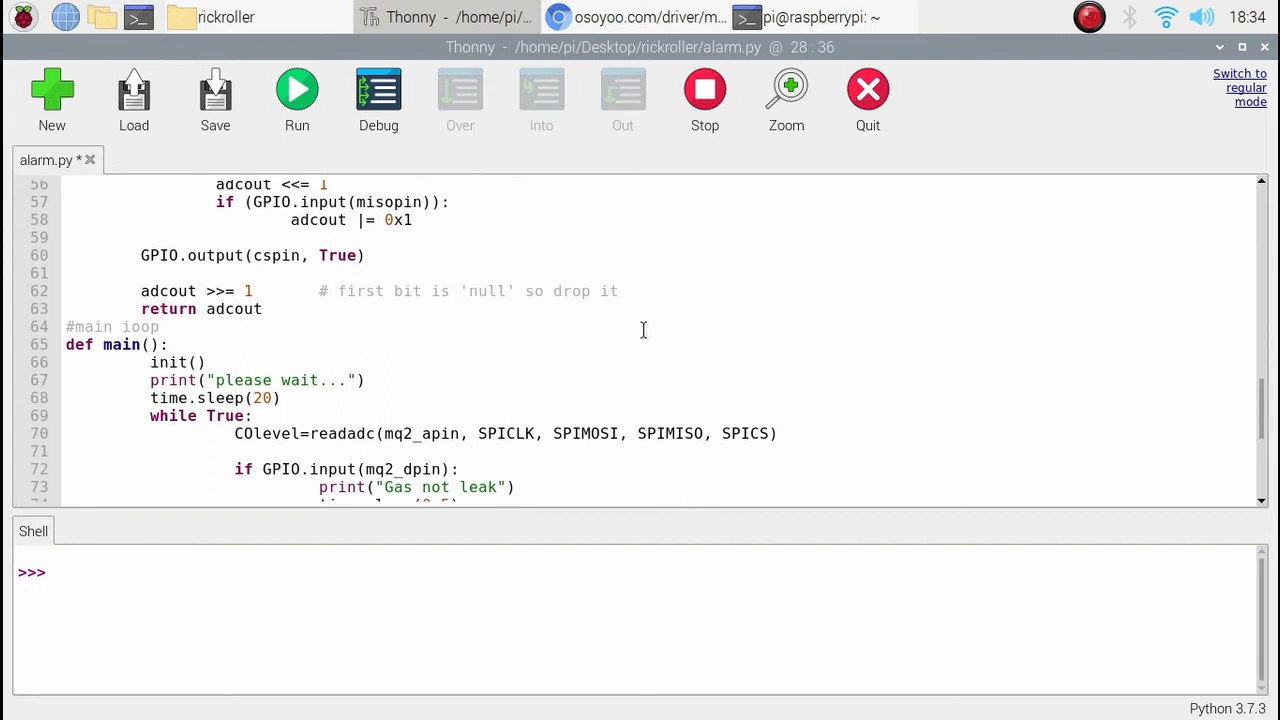 rickroller
Thonny - /home/pi/...
osoyoo.com/driver/m...
pi@raspberrypi: ~
18:34
Thonny - /home/pi/Desktop/rickroller/alarm.py @ 28 : 36
New
Load
Save
Run
Debug
Over
Into
Out
Stop
Zoom
Quit
Switch to
regular
mode
alarm.py *
56 adcout <<= 1
57 if (GPIO.input(misopin)):
58 adcout |= 0x1
59
60 GPIO.output(cspin, True)
61
62 adcout >>= 1 # first bit is 'null' so drop it
63 return adcout
64 #main ioop
65 def main():
66 init()
67 print("please wait...")
68 time.sleep(20)
69 while True:
70 COlevel=readadc(mq2_apin, SPICLK, SPIMOSI, SPIMISO, SPICS)
71
72 if GPIO.input(mq2_dpin):
73 print("Gas not leak")
Shell
>>>
Python 3.7.3